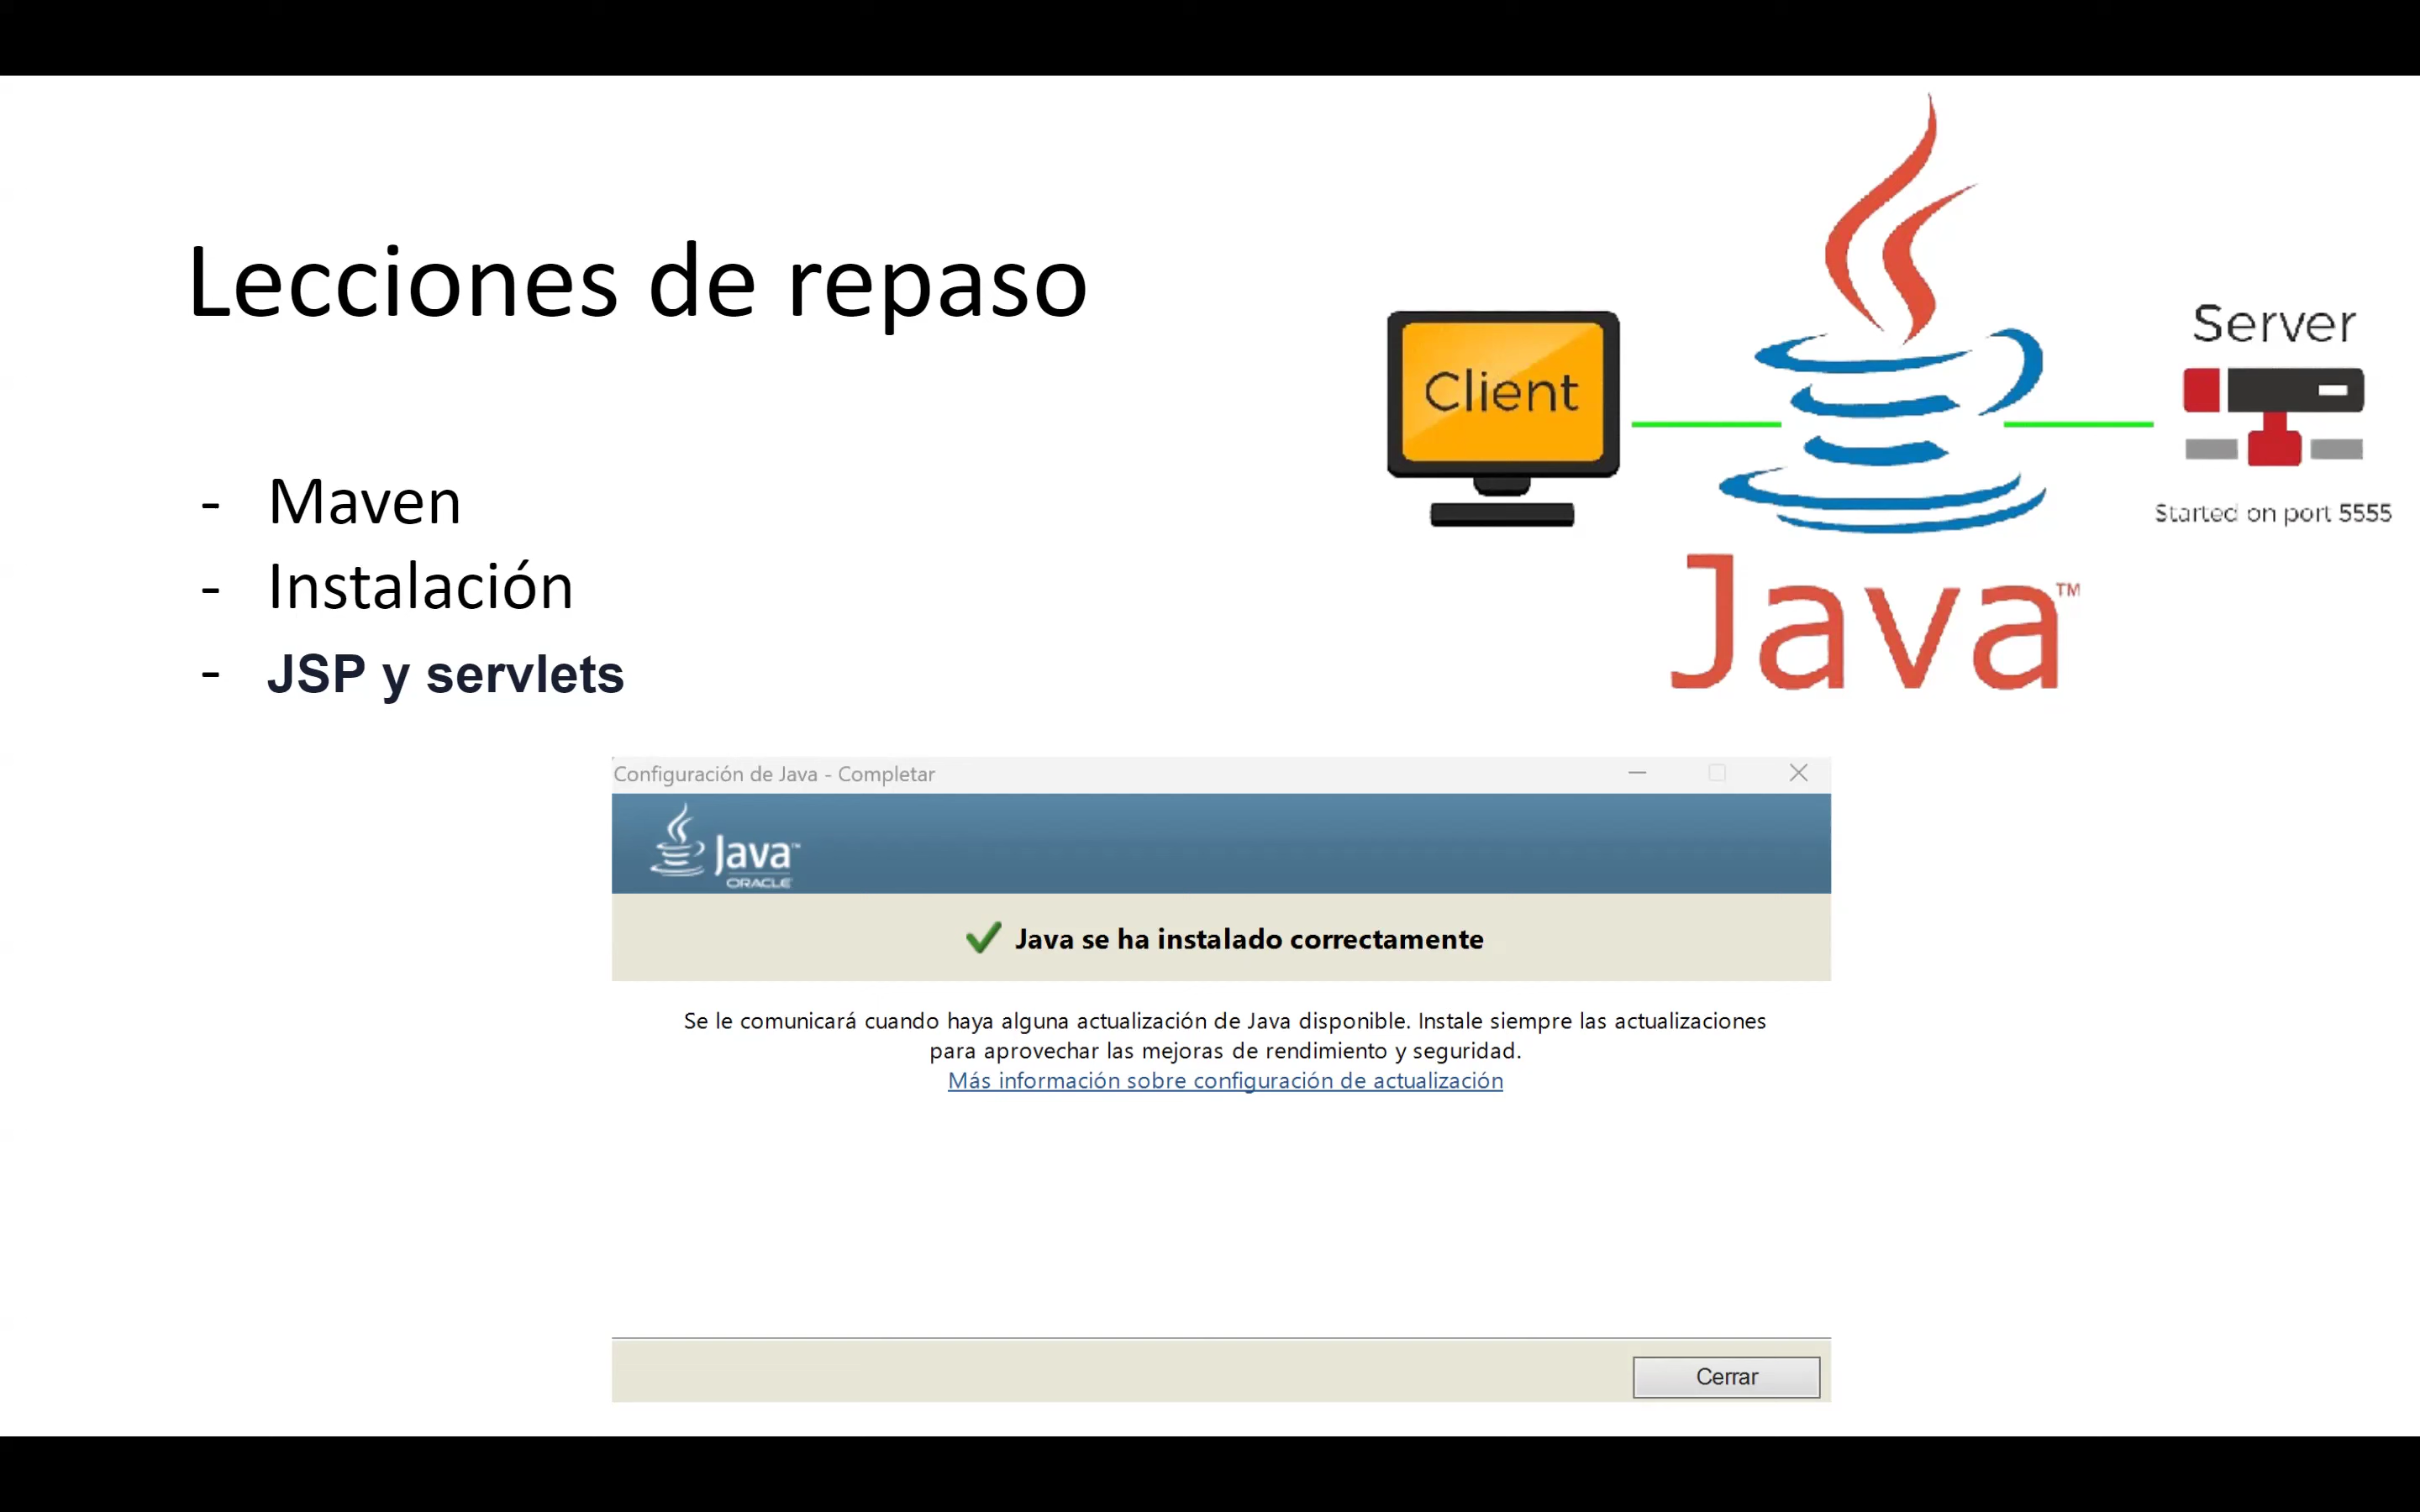 Lecciones de repaso
- Maven
- Instalación
- JSP y servlets
Client
Server
Started on port 5555
Java™
Configuración de Java - Completar
Java™
ORACLE
Java se ha instalado correctamente
Se le comunicará cuando haya alguna actualización de Java disponible. Instale siempre las actualizaciones
para aprovechar las mejoras de rendimiento y seguridad.
Más información sobre configuración de actualización
Cerrar